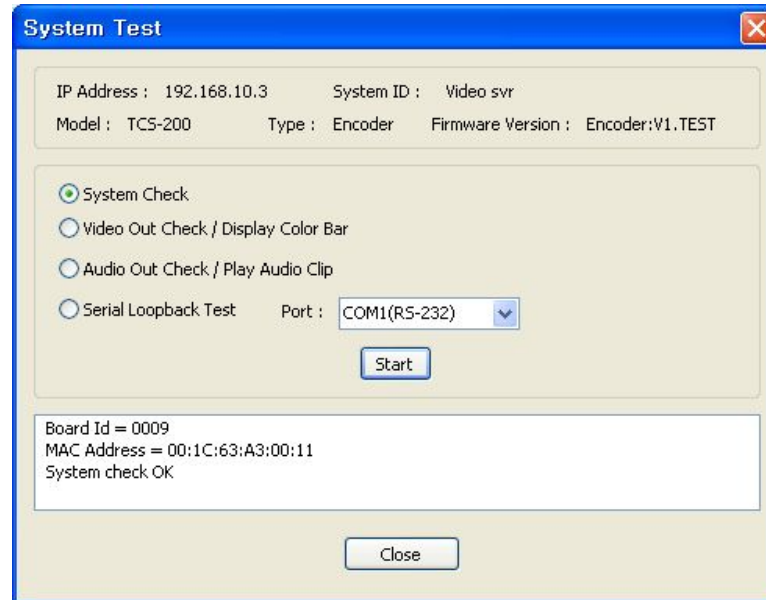 System Test
IP Address : 192.168.10.3 System ID : Video svr
Model : TCS-200 Type : Encoder Firmware Version : Encoder:V1.TEST
System Check
Video Out Check / Display Color Bar
Audio Out Check / Play Audio Clip
Serial Loopback Test Port : COM1(RS-232)
Start
Board Id = 0009
MAC Address = 00:1C:63:A3:00:11
System check OK
Close